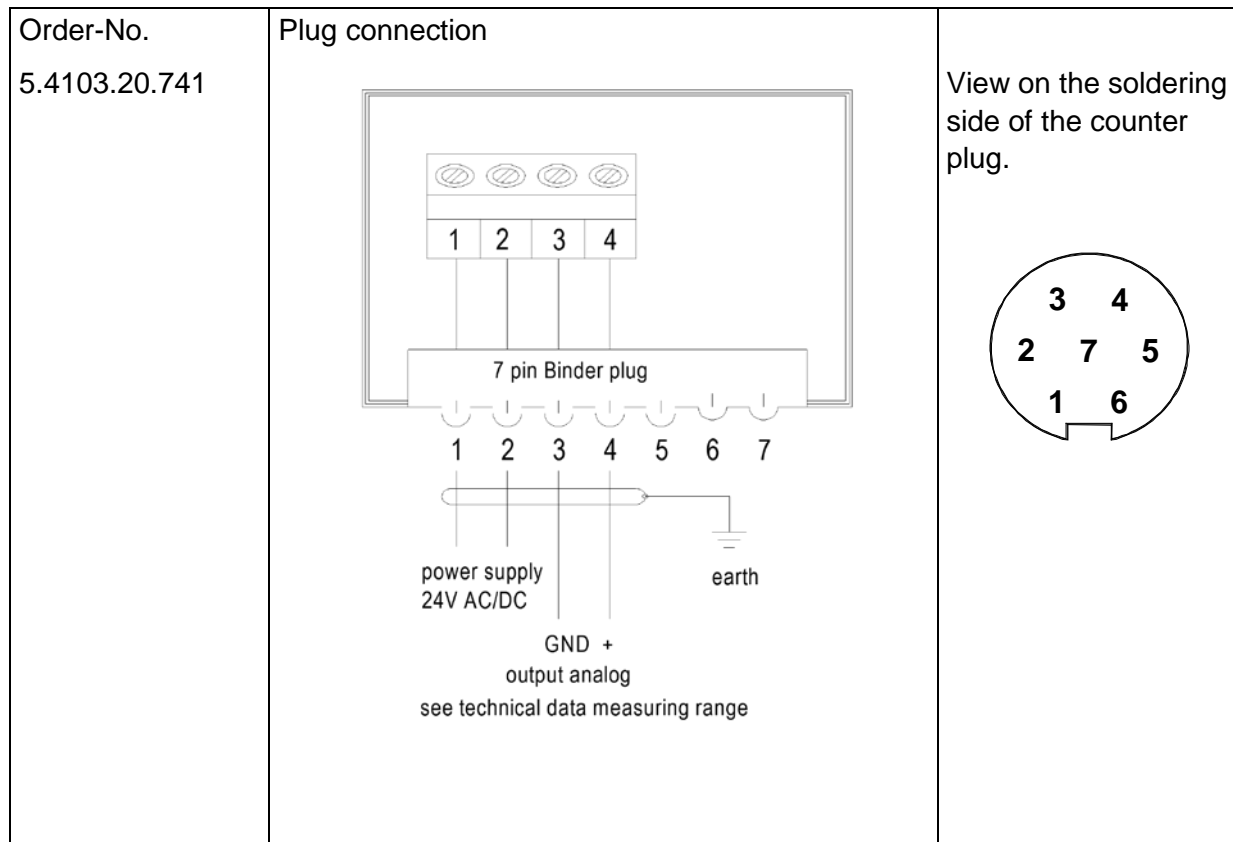 Order-No.
5.4103.20.741
Plug connection
1 2 3 4
7 pin Binder plug
1 2 3 4 5 6 7
power supply
24V AC/DC
earth
GND +
output analog
see technical data measuring range
View on the soldering
side of the counter
plug.
3 4
2 7 5
1 6